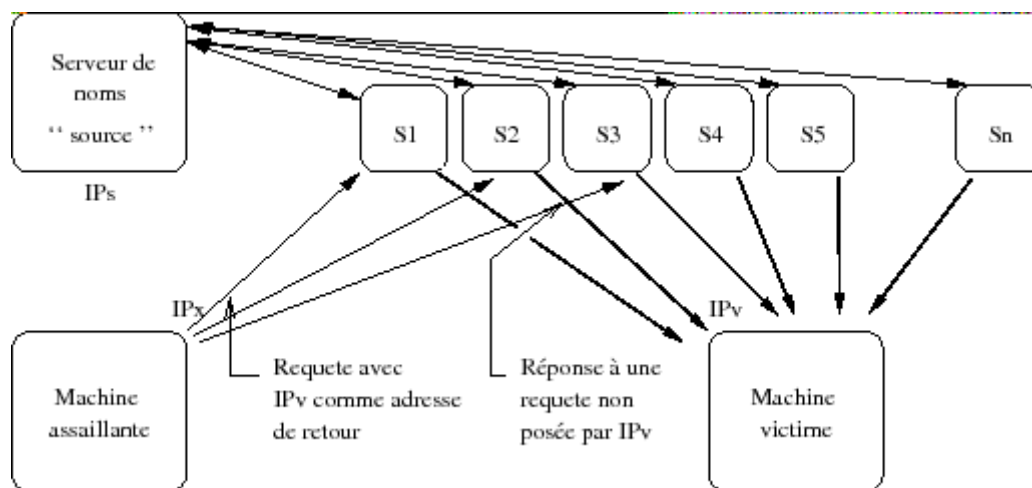 Serveur de
noms
‘‘ source ’’
IPs
S1
S2
S3
S4
S5
Sn
IPx
IPv
Machine
assaillante
Requete avec
IPv comme adresse
de retour
Réponse à une
requete non
posée par IPv
Machine
victime